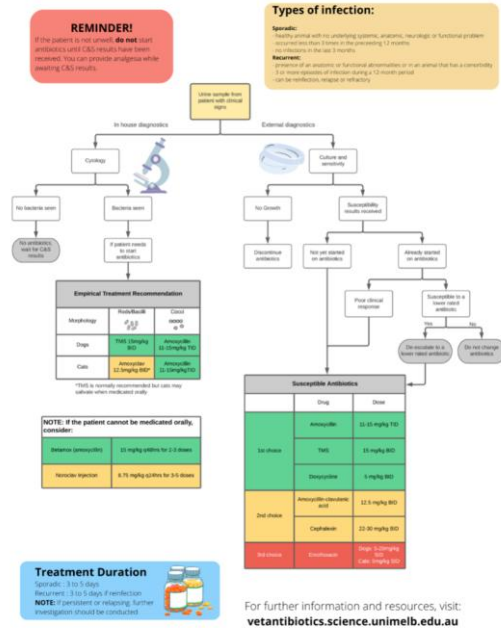 REMINDER!
If the patient is not unwell, do not start
antibiotics until C&S results have been
received. You can provide analgesia while
awaiting C&S results.
Types of infection:
Sporadic:
- healthy animal with no underlying systemic, anatomic, neurologic or functional problem
- occurred less than 3 times in the preceeding 12 months
- no infections in the last 3 months
Recurrent:
- presence of an anatomic or functional abnormalities or in an animal that has a comorbidity
- 3 or more episodes of infection during a 12-month period
- can be reinfection, relapse or refractory
Urine sample from
patient with clinical
signs
In house diagnostics
External diagnostics
Cytology
Culture and
sensitivity
No bacteria seen
Bacteria seen
No Growth
Susceptibility
results received
No antibiotics,
wait for C&S
results
If patient needs
to start
antibiotics
Discontinue
antibiotics
Not yet started
on antibiotics
Already started
on antibiotics
Poor clinical
response
Susceptible to a
lower rated
antibiotic
Yes
No
De-escalate to a
lower rated antibiotic
Do not change
antibiotics
Empirical Treatment Recommendation
Morphology
Rods/Bacilli
Cocci
Dogs
TMS 15mg/kg
BID
Amoxycillin
11-15mg/kg TID
Cats
Amoxyclav
12.5mg/kg BID*
Amoxycillin
11-15mg/kg TID
*TMS is normally recommended but cats may
salivate when medicated orally.
NOTE: If the patient cannot be medicated orally,
consider:
Betamox (amoxycillin)
15 mg/kg q48hrs for 2-3 doses
Noroclav Injection
8.75 mg/kg q24hrs for 3-5 doses
Susceptible Antibiotics
Drug
Dose
1st choice
Amoxycillin
11-15 mg/kg TID
TMS
15 mg/kg BID
Doxycycline
5 mg/kg BID
2nd choice
Amoxycillin-clavulanic
acid
12.5 mg/kg BID
Cephalexin
22-30 mg/kg BID
3rd choice
Enrofloxacin
Dogs: 5-20mg/kg
SID
Cats: 5mg/kg SID
Treatment Duration
Sporadic : 3 to 5 days
Recurrent : 3 to 5 days if reinfection
NOTE: If persistent or relapsing, further
investigation should be conducted
For further information and resources, visit:
vetantibiotics.science.unimelb.edu.au